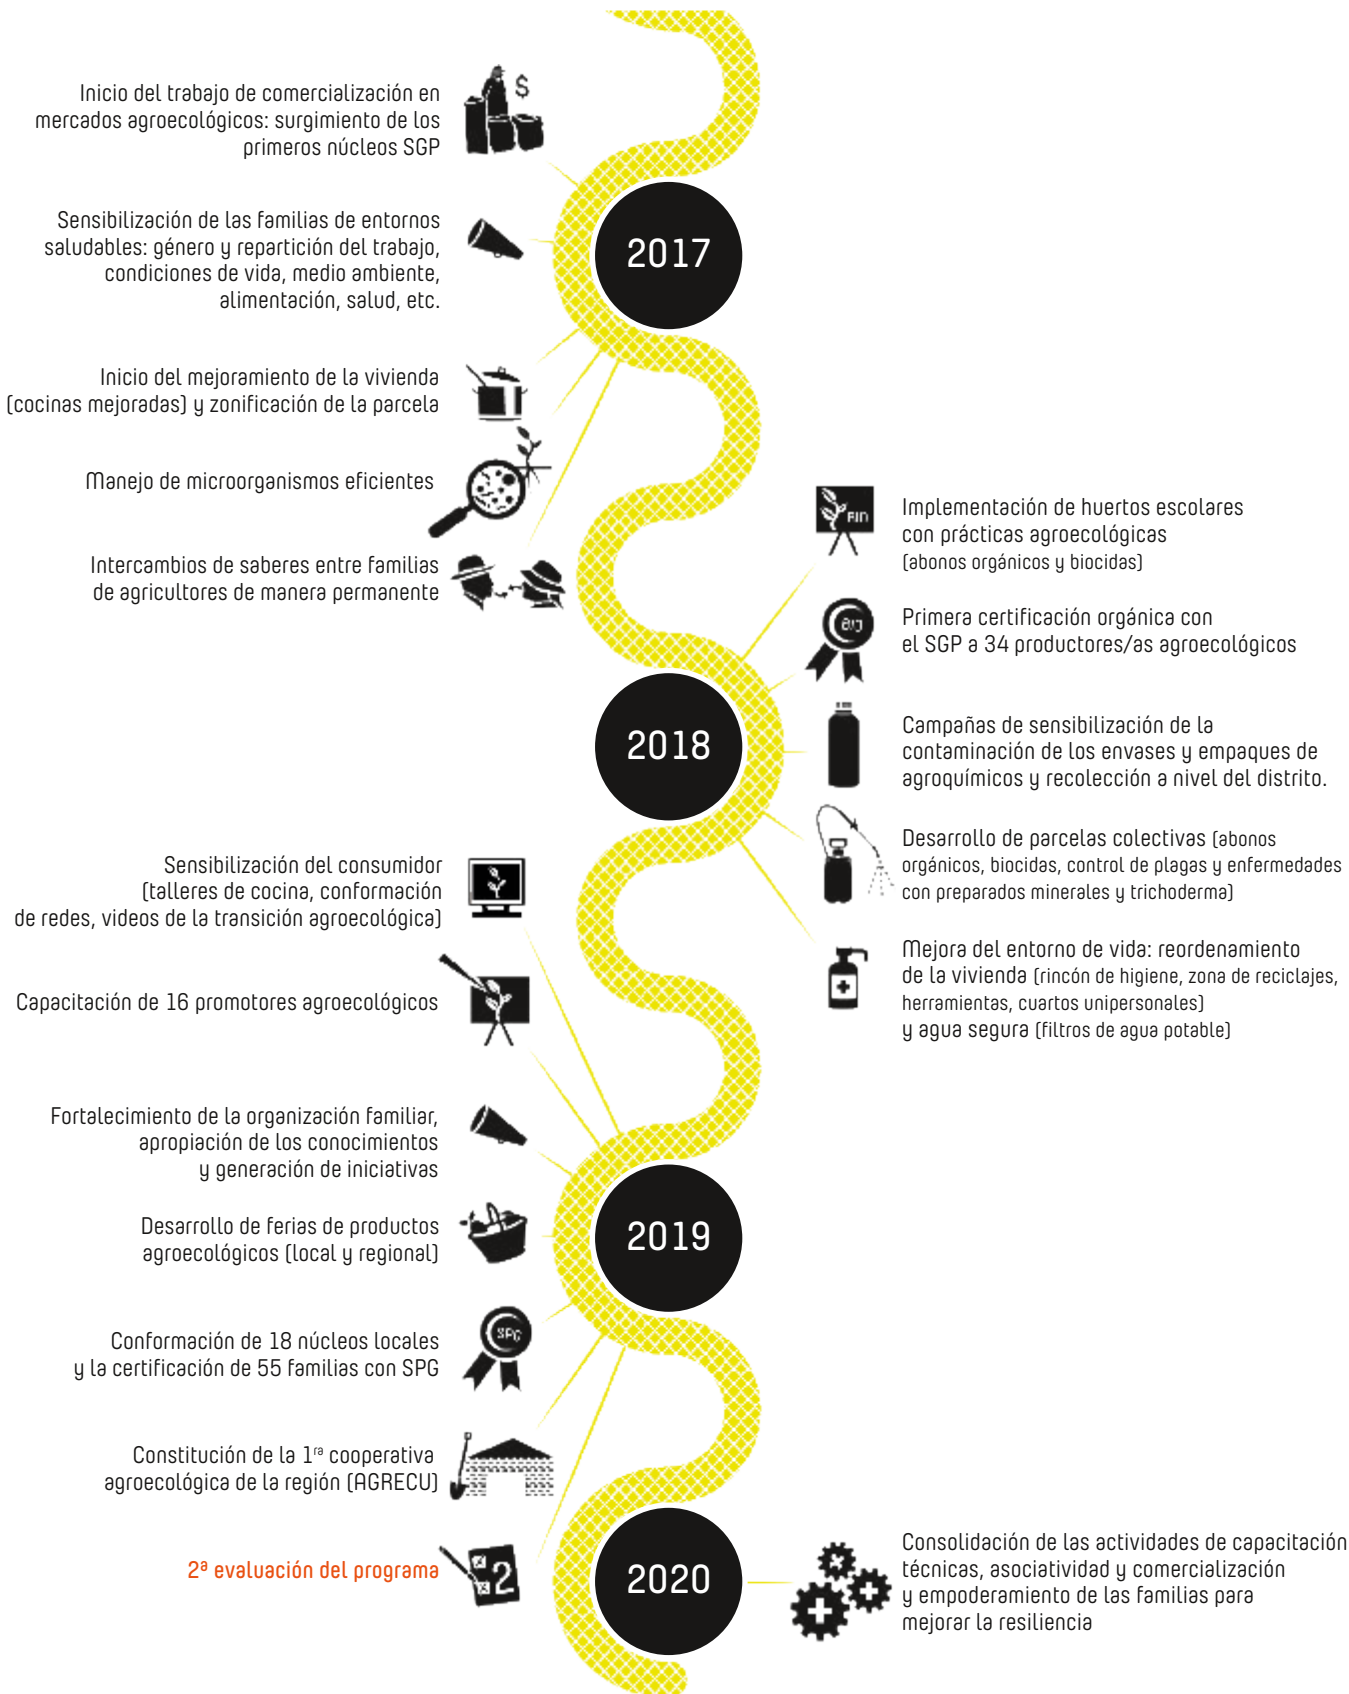 Inicio del trabajo de comercialización en
mercados agroecológicos: surgimiento de los
primeros núcleos SGP
$
2017
Sensibilización de las familias de entornos
saludables: género y repartición del trabajo,
condiciones de vida, medio ambiente,
alimentación, salud, etc.
Inicio del mejoramiento de la vivienda
(cocinas mejoradas) y zonificación de la parcela
Manejo de microorganismos eficientes
Intercambios de saberes entre familias
de agricultores de manera permanente
2018
BIO
Implementación de huertos escolares
con prácticas agroecológicas
(abonos orgánicos y biocidas)
BIO
Primera certificación orgánica con
el SGP a 34 productores/as agroecológicos
Campañas de sensibilización de la
contaminación de los envases y empaques de
agroquímicos y recolección a nivel del distrito.
Desarrollo de parcelas colectivas (abonos
orgánicos, biocidas, control de plagas y enfermedades
con preparados minerales y trichoderma)
Mejora del entorno de vida: reordenamiento
de la vivienda (rincón de higiene, zona de reciclajes,
herramientas, cuartos unipersonales)
y agua segura (filtros de agua potable)
Sensibilización del consumidor
(talleres de cocina, conformación
de redes, videos de la transición agroecológica)
Capacitación de 16 promotores agroecológicos
Fortalecimiento de la organización familiar,
apropiación de los conocimientos
y generación de iniciativas
2019
Desarrollo de ferias de productos
agroecológicos (local y regional)
SPG
Conformación de 18 núcleos locales
y la certificación de 55 familias con SPG
Constitución de la 1ra cooperativa
agroecológica de la región (AGRECU)
2ª evaluación del programa
2
2020
Consolidación de las actividades de capacitación
técnicas, asociatividad y comercialización
y empoderamiento de las familias para
mejorar la resiliencia